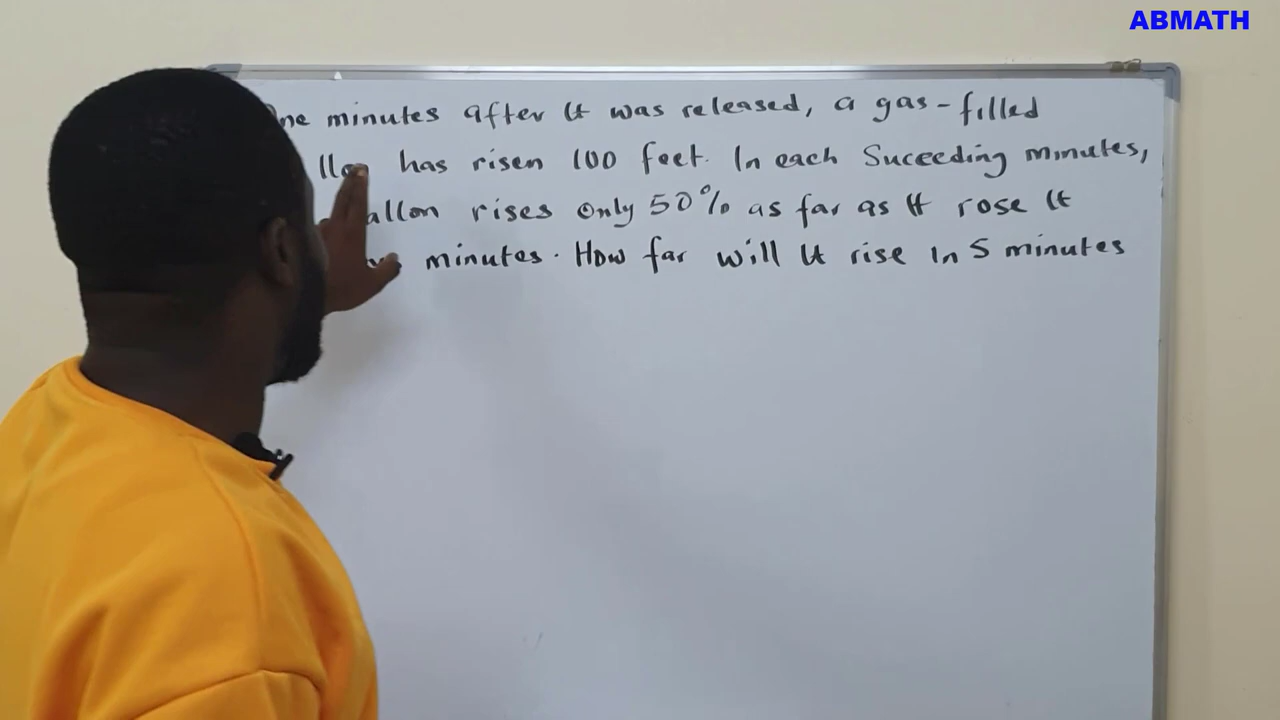 ABMATH
ne minutes after It was released, a gas-filled
llon has risen 100 feet. In each Suceeding minutes,
allon rises Only 50% as far as It rose It
minutes. How far will It rise In 5 minutes